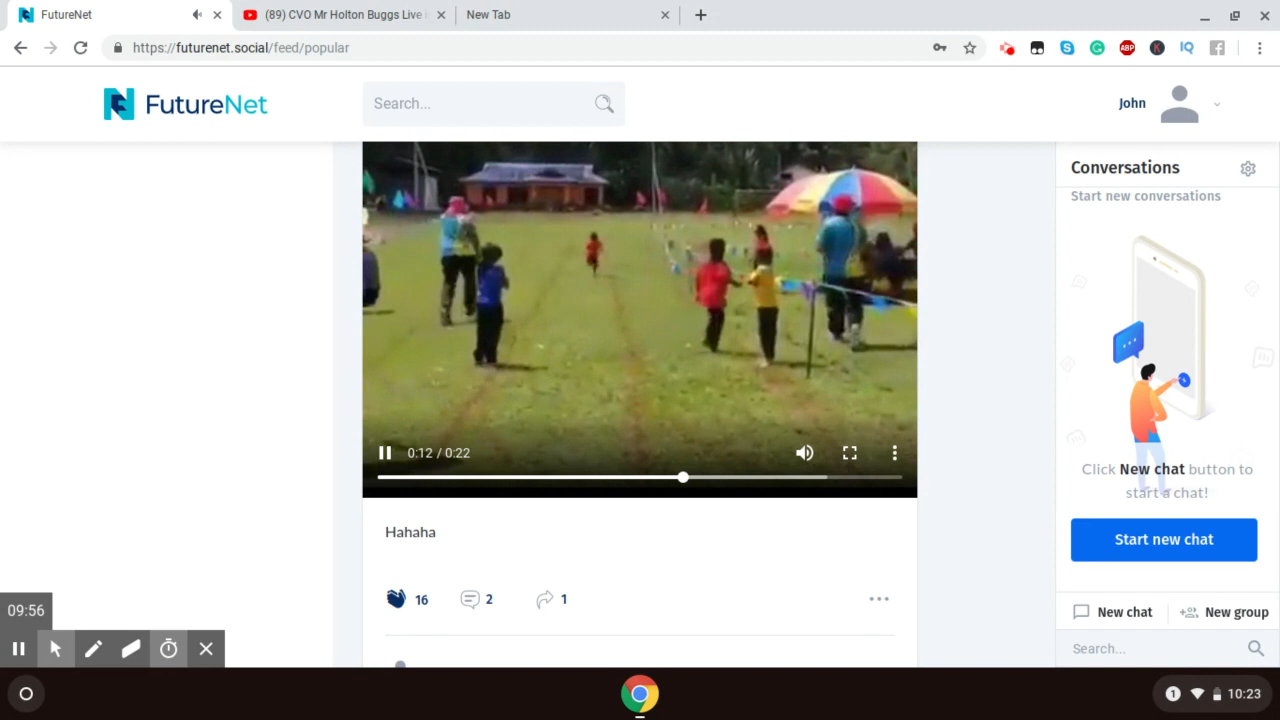 FutureNet
(89) CVO Mr Holton Buggs Live
New Tab
https://futurenet.social/feed/popular
ABP
K
IQ
FutureNet
Search...
John
Conversations
Start new conversations
0:12 / 0:22
Click New chat button to
start a chat!
Start new chat
Hahaha
16
2
1
New chat
New group
Search...
09:56
1
10:23